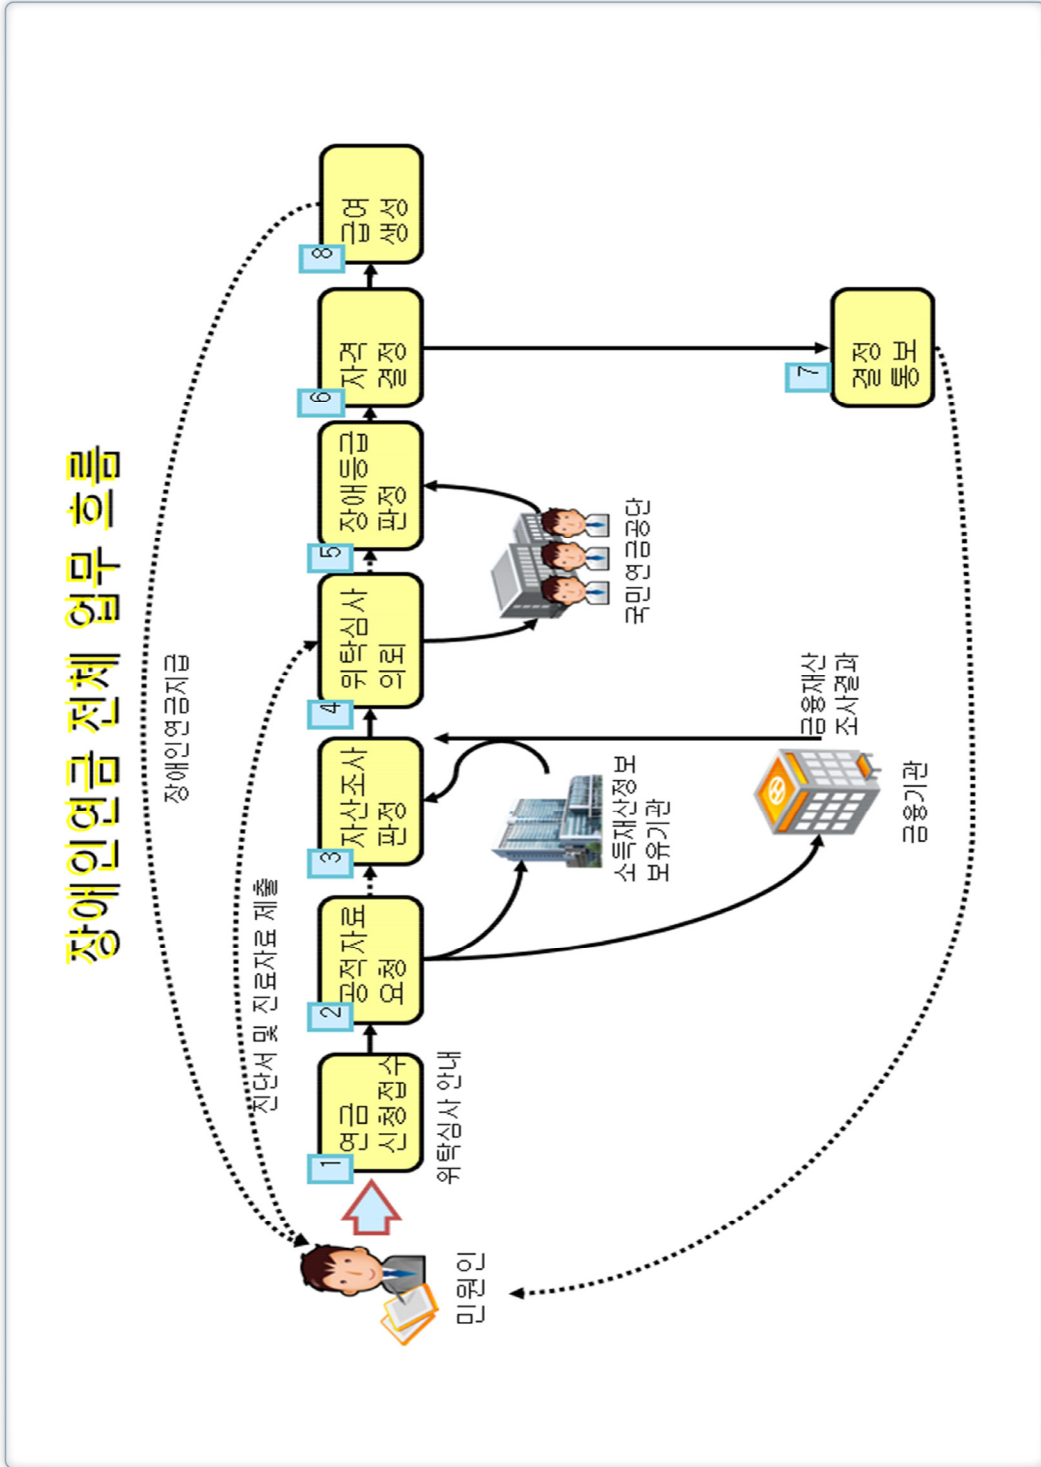 장애인연금 전체 업무 흐름
장애인연금지급
진단서 및 진료자료 제출
1
연금
신청접수
2
공적자료
요청
3
자산조사
판정
4
위탁심사
의뢰
5
장애등급
판정
6
자격
결정
8
급여
생성
위탁심사 안내
민원인
소득재산정보
보유기관
국민연금공단
금융재산
조사결과
금융기관
7
결정
통보